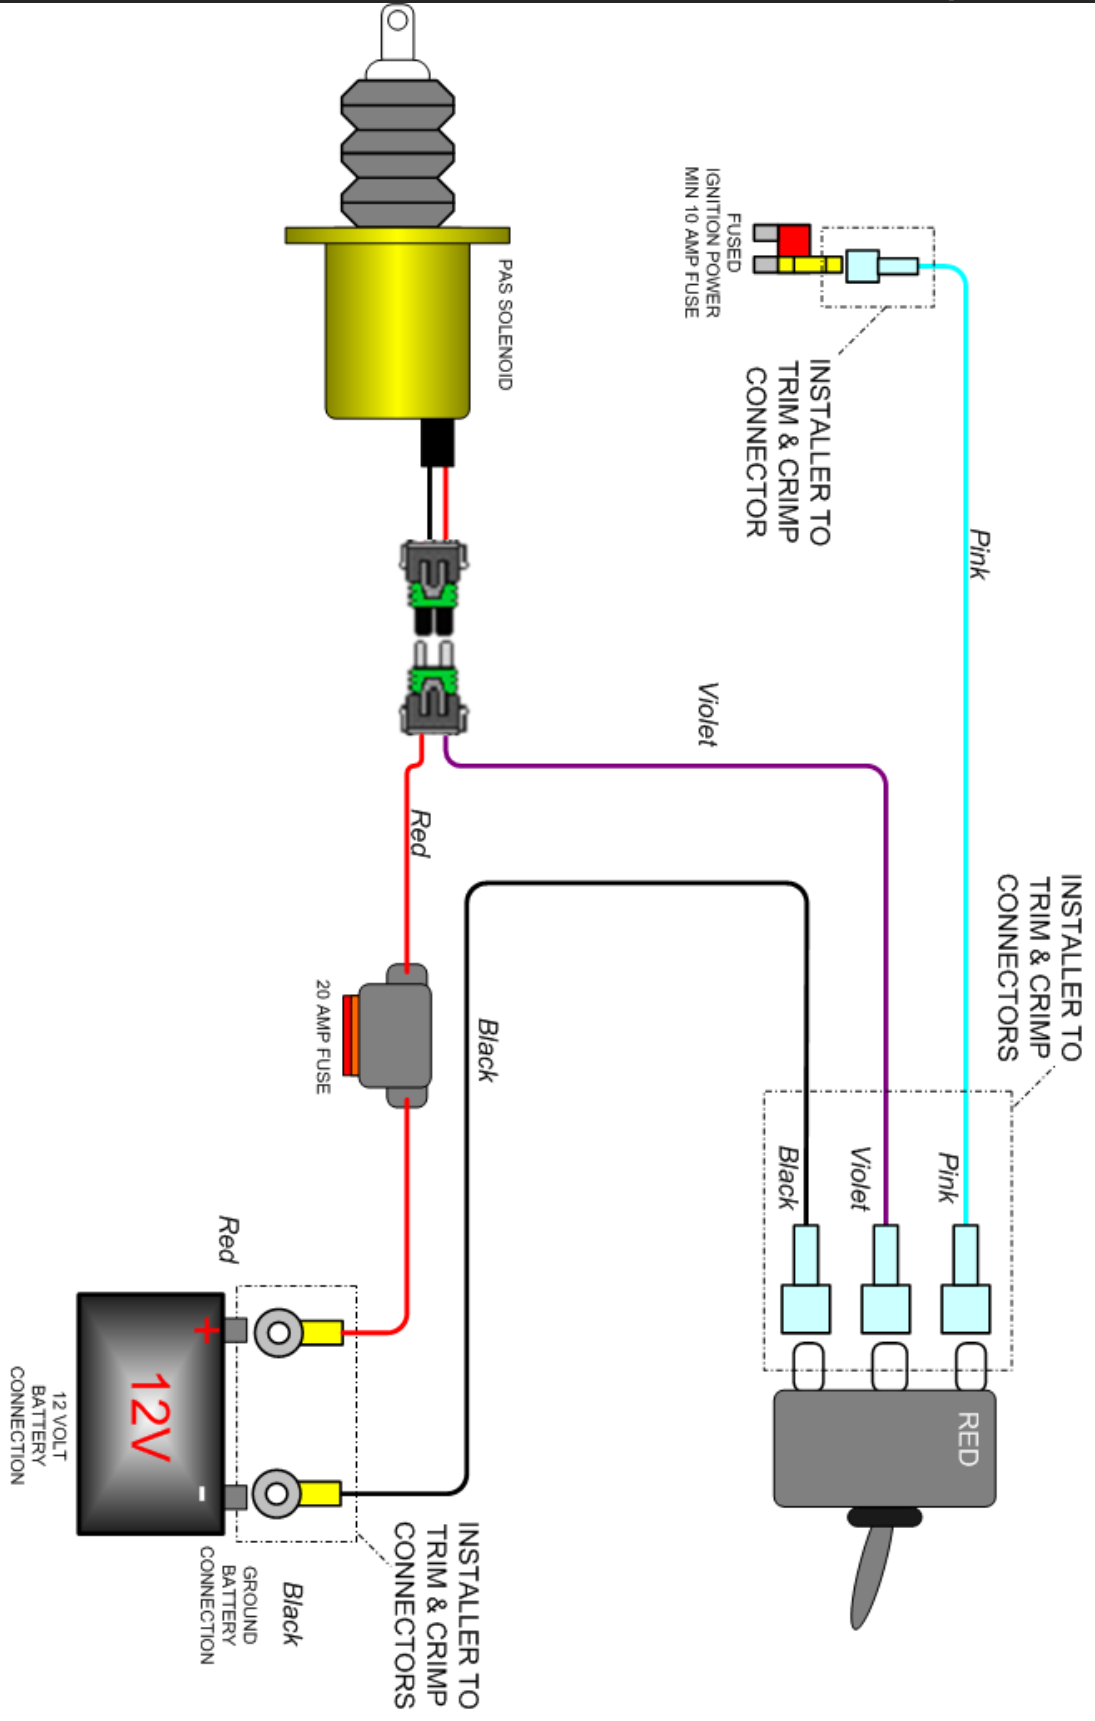 INSTALLER TO
TRIM & CRIMP
CONNECTORS
Pink
FUSED
IGNITION POWER
MIN 10 AMP FUSE
INSTALLER TO
TRIM & CRIMP
CONNECTOR
Pink
Violet
Black
RED
Violet
PAS SOLENOID
Red
20 AMP FUSE
Black
INSTALLER TO
TRIM & CRIMP
CONNECTORS
Red
+
12V
-
12 VOLT
BATTERY
CONNECTION
Black
GROUND
BATTERY
CONNECTION